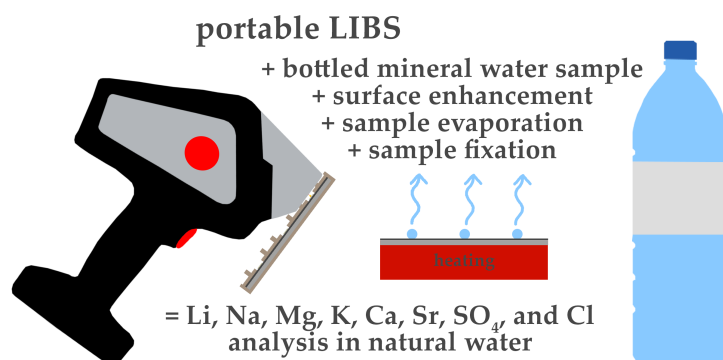 portable LIBS
+ bottled mineral water sample
+ surface enhancement
+ sample evaporation
+ sample fixation
heating
= Li, Na, Mg, K, Ca, Sr, SO₄, and Cl
analysis in natural water